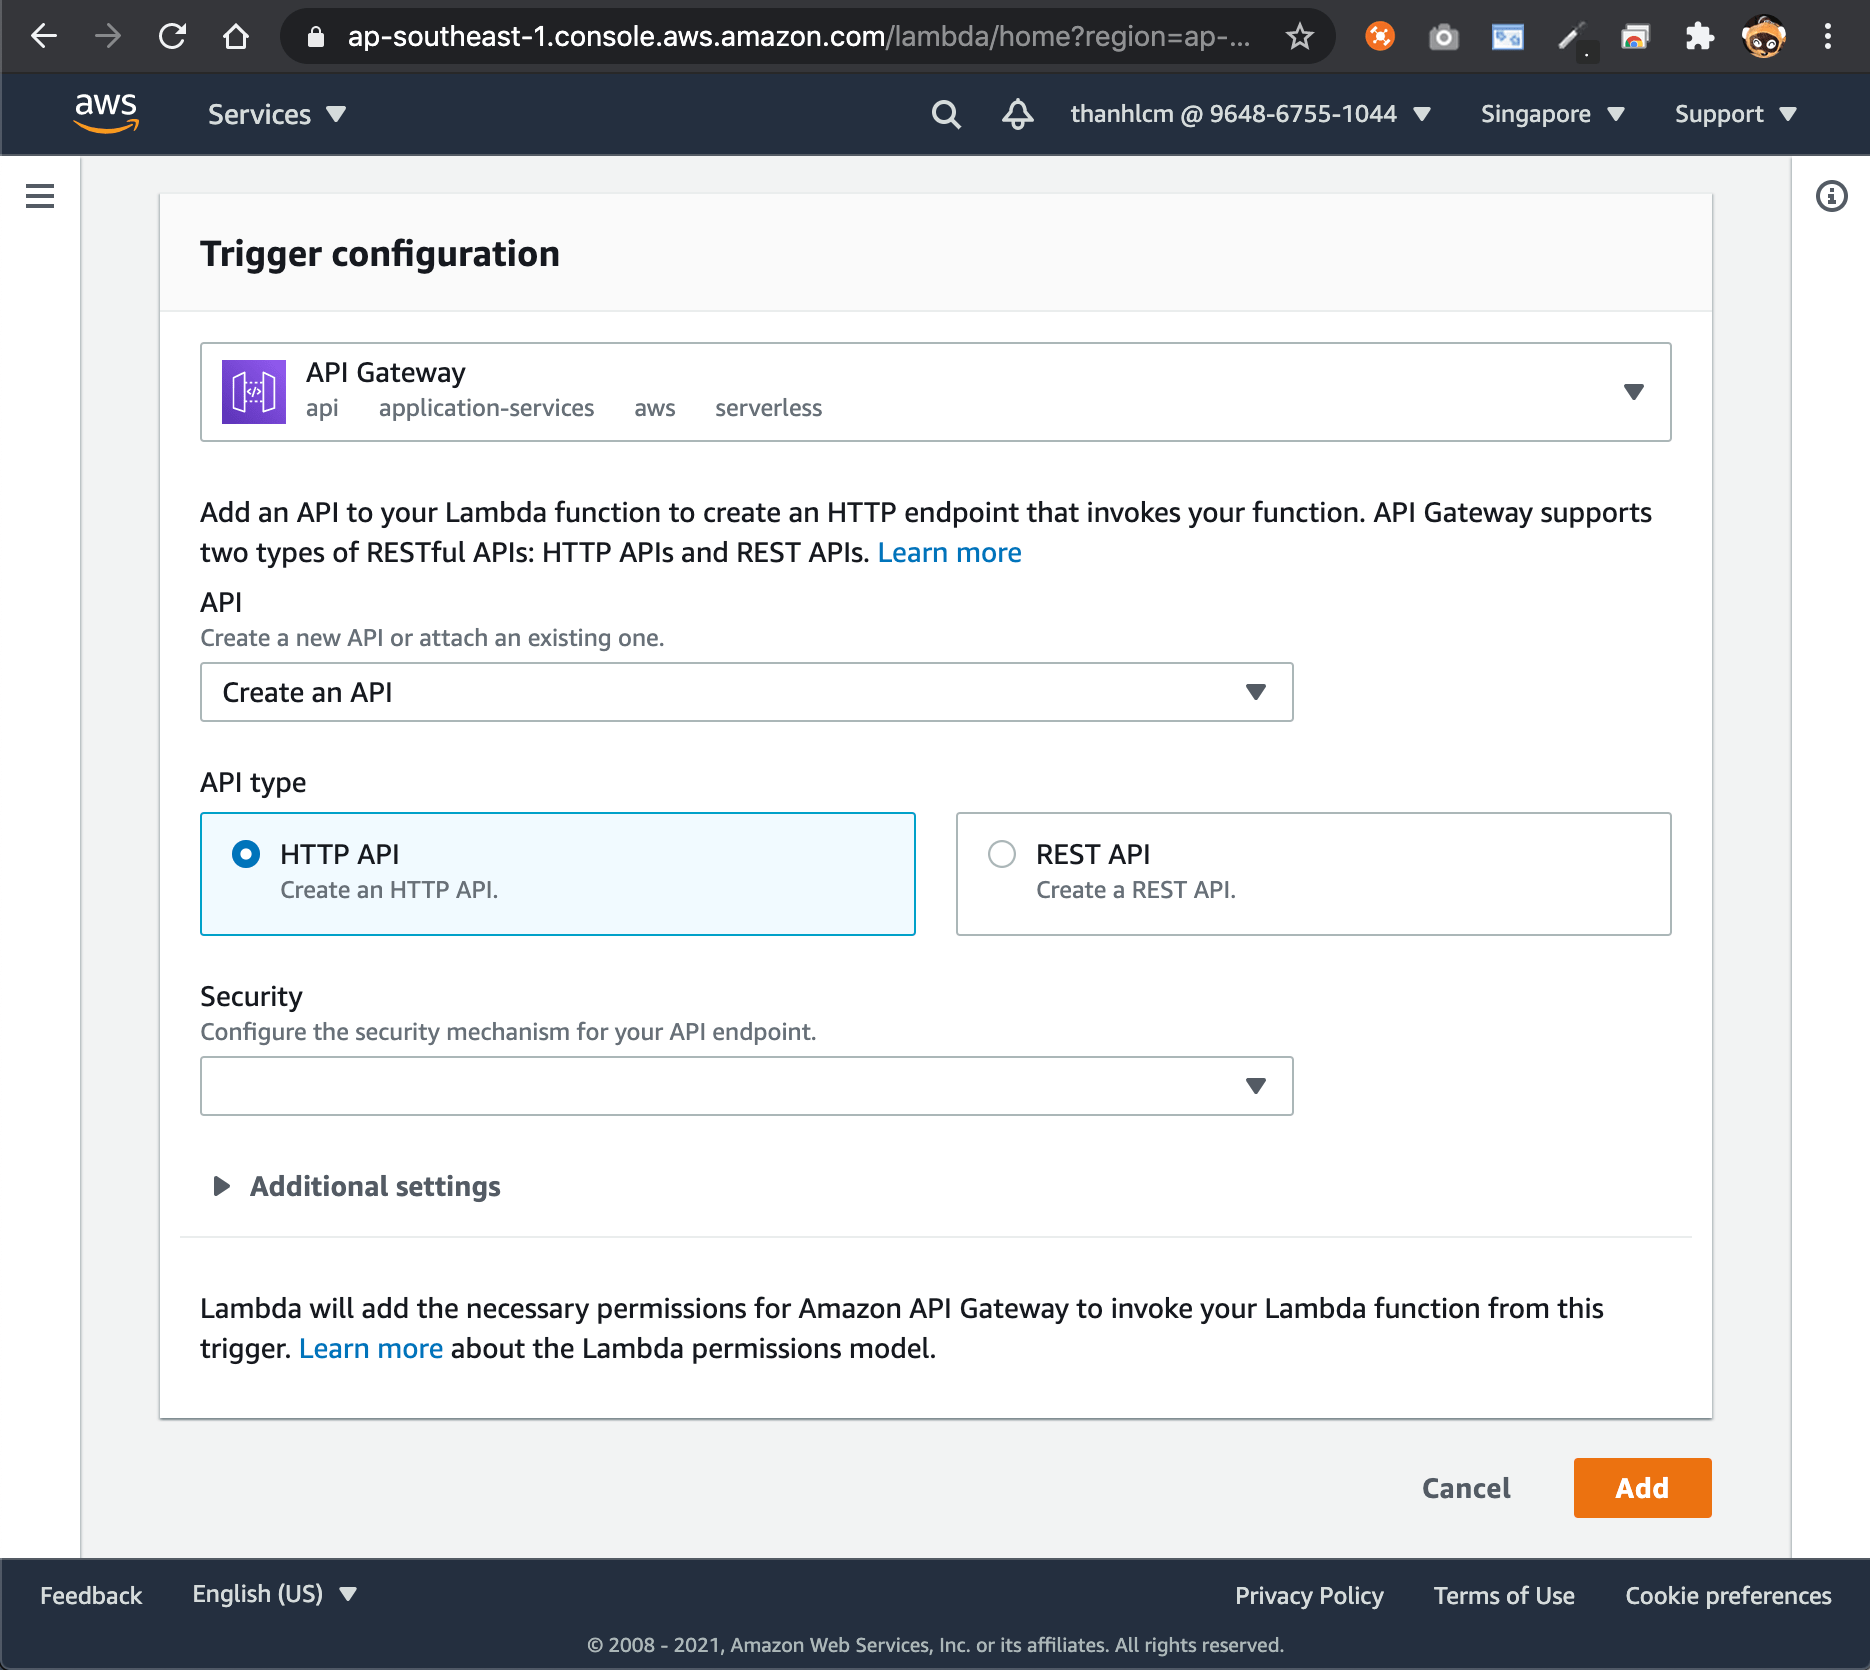 ap-southeast-1.console.aws.amazon.com/lambda/home?region=ap-...
aws
Services
thanhlcm @ 9648-6755-1044
Singapore
Support
Trigger configuration
API Gateway
api application-services aws serverless
Add an API to your Lambda function to create an HTTP endpoint that invokes your function. API Gateway supports
two types of RESTful APIs: HTTP APIs and REST APIs. Learn more
API
Create a new API or attach an existing one.
Create an API
API type
HTTP API
Create an HTTP API.
REST API
Create a REST API.
Security
Configure the security mechanism for your API endpoint.
Additional settings
Lambda will add the necessary permissions for Amazon API Gateway to invoke your Lambda function from this
trigger. Learn more about the Lambda permissions model.
Cancel
Add
Feedback
English (US)
Privacy Policy
Terms of Use
Cookie preferences
© 2008 - 2021, Amazon Web Services, Inc. or its affiliates. All rights reserved.